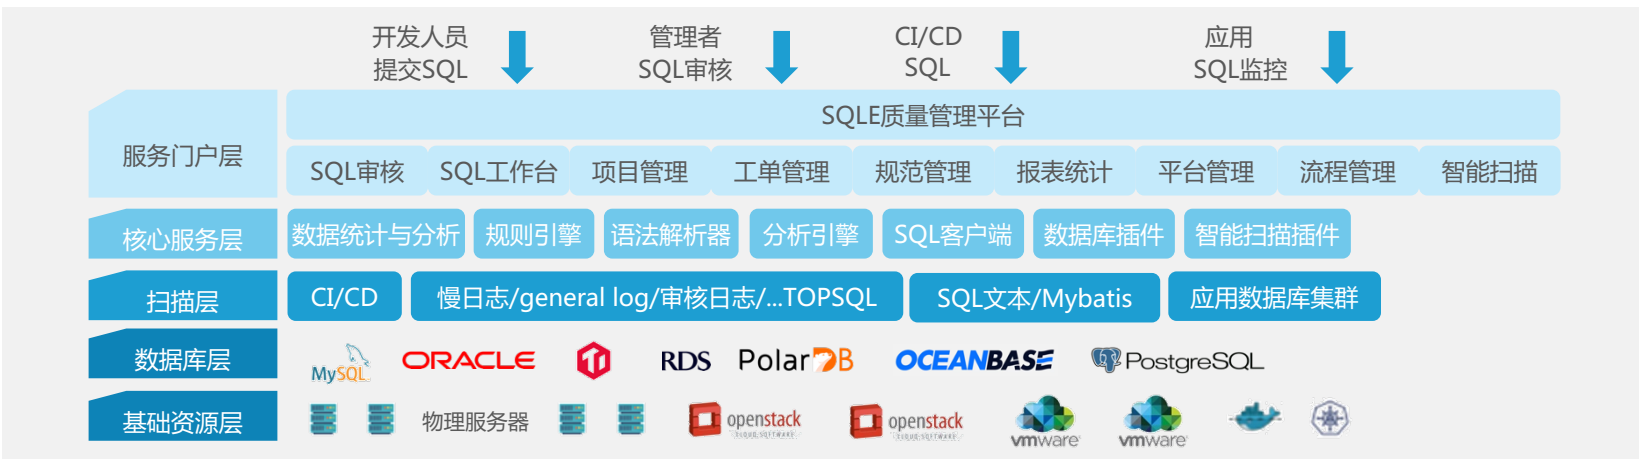 开发人员
提交SQL
管理者
SQL审核
CI/CD
SQL
应用
SQL监控
服务门户层
SQLE质量管理平台
SQL审核 SQL工作台 项目管理 工单管理 规范管理 报表统计 平台管理 流程管理 智能扫描
核心服务层 数据统计与分析 规则引擎 语法解析器 分析引擎 SQL客户端 数据库插件 智能扫描插件
扫描层 CI/CD 慢日志/general log/审核日志/...TOPSQL SQL文本/Mybatis 应用数据库集群
数据库层 MySQL ORACLE RDS PolarDB OCEANBASE PostgreSQL
基础资源层 物理服务器 openstack openstack vmware vmware
CLOUD SOFTWARE CLOUD SOFTWARE